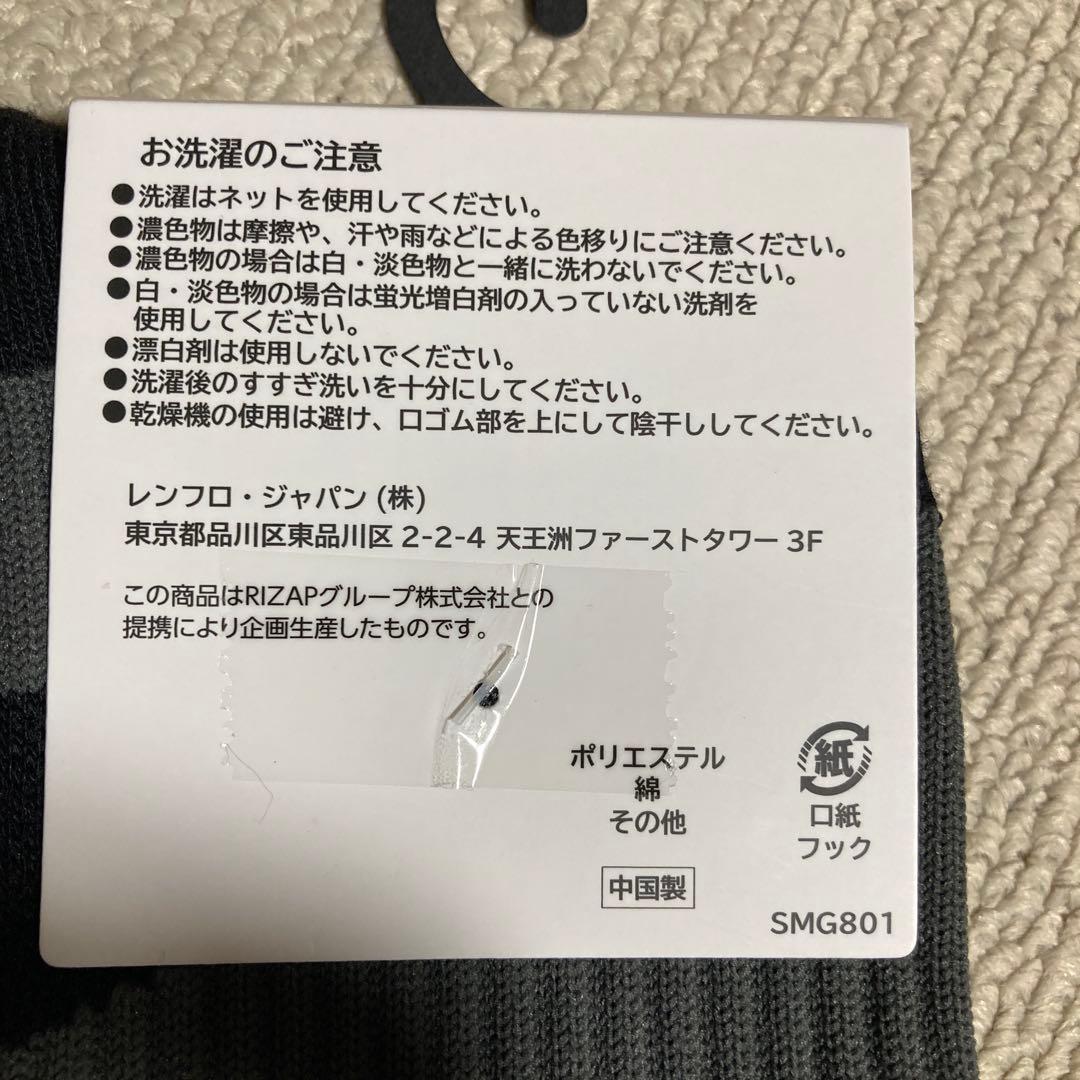 お洗濯のご注意
●洗濯はネットを使用してください。
●濃色物は摩擦や、汗や雨などによる色移りにご注意ください。
●濃色物の場合は白・淡色物と一緒に洗わないでください。
●白・淡色物の場合は蛍光増白剤の入っていない洗剤を
使用してください。
●漂白剤は使用しないでください。
●洗濯後のすすぎ洗いを十分にしてください。
●乾燥機の使用は避け、口ゴム部を上にして陰干ししてください。
レンフロ・ジャパン (株)
東京都品川区東品川区 2-2-4 天王洲ファーストタワー 3F
この商品はRIZAPグループ株式会社との
提携により企画生産したものです。
ポリエステル
綿
その他
中国製
紙
口紙
フック
SMG801